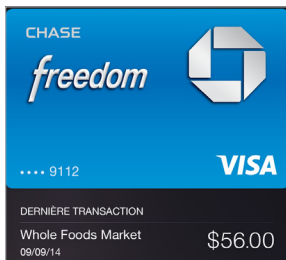 CHASE
freedom
•••• 9112
VISA
DERNIÈRE TRANSACTION
Whole Foods Market
09/09/14
$56.00